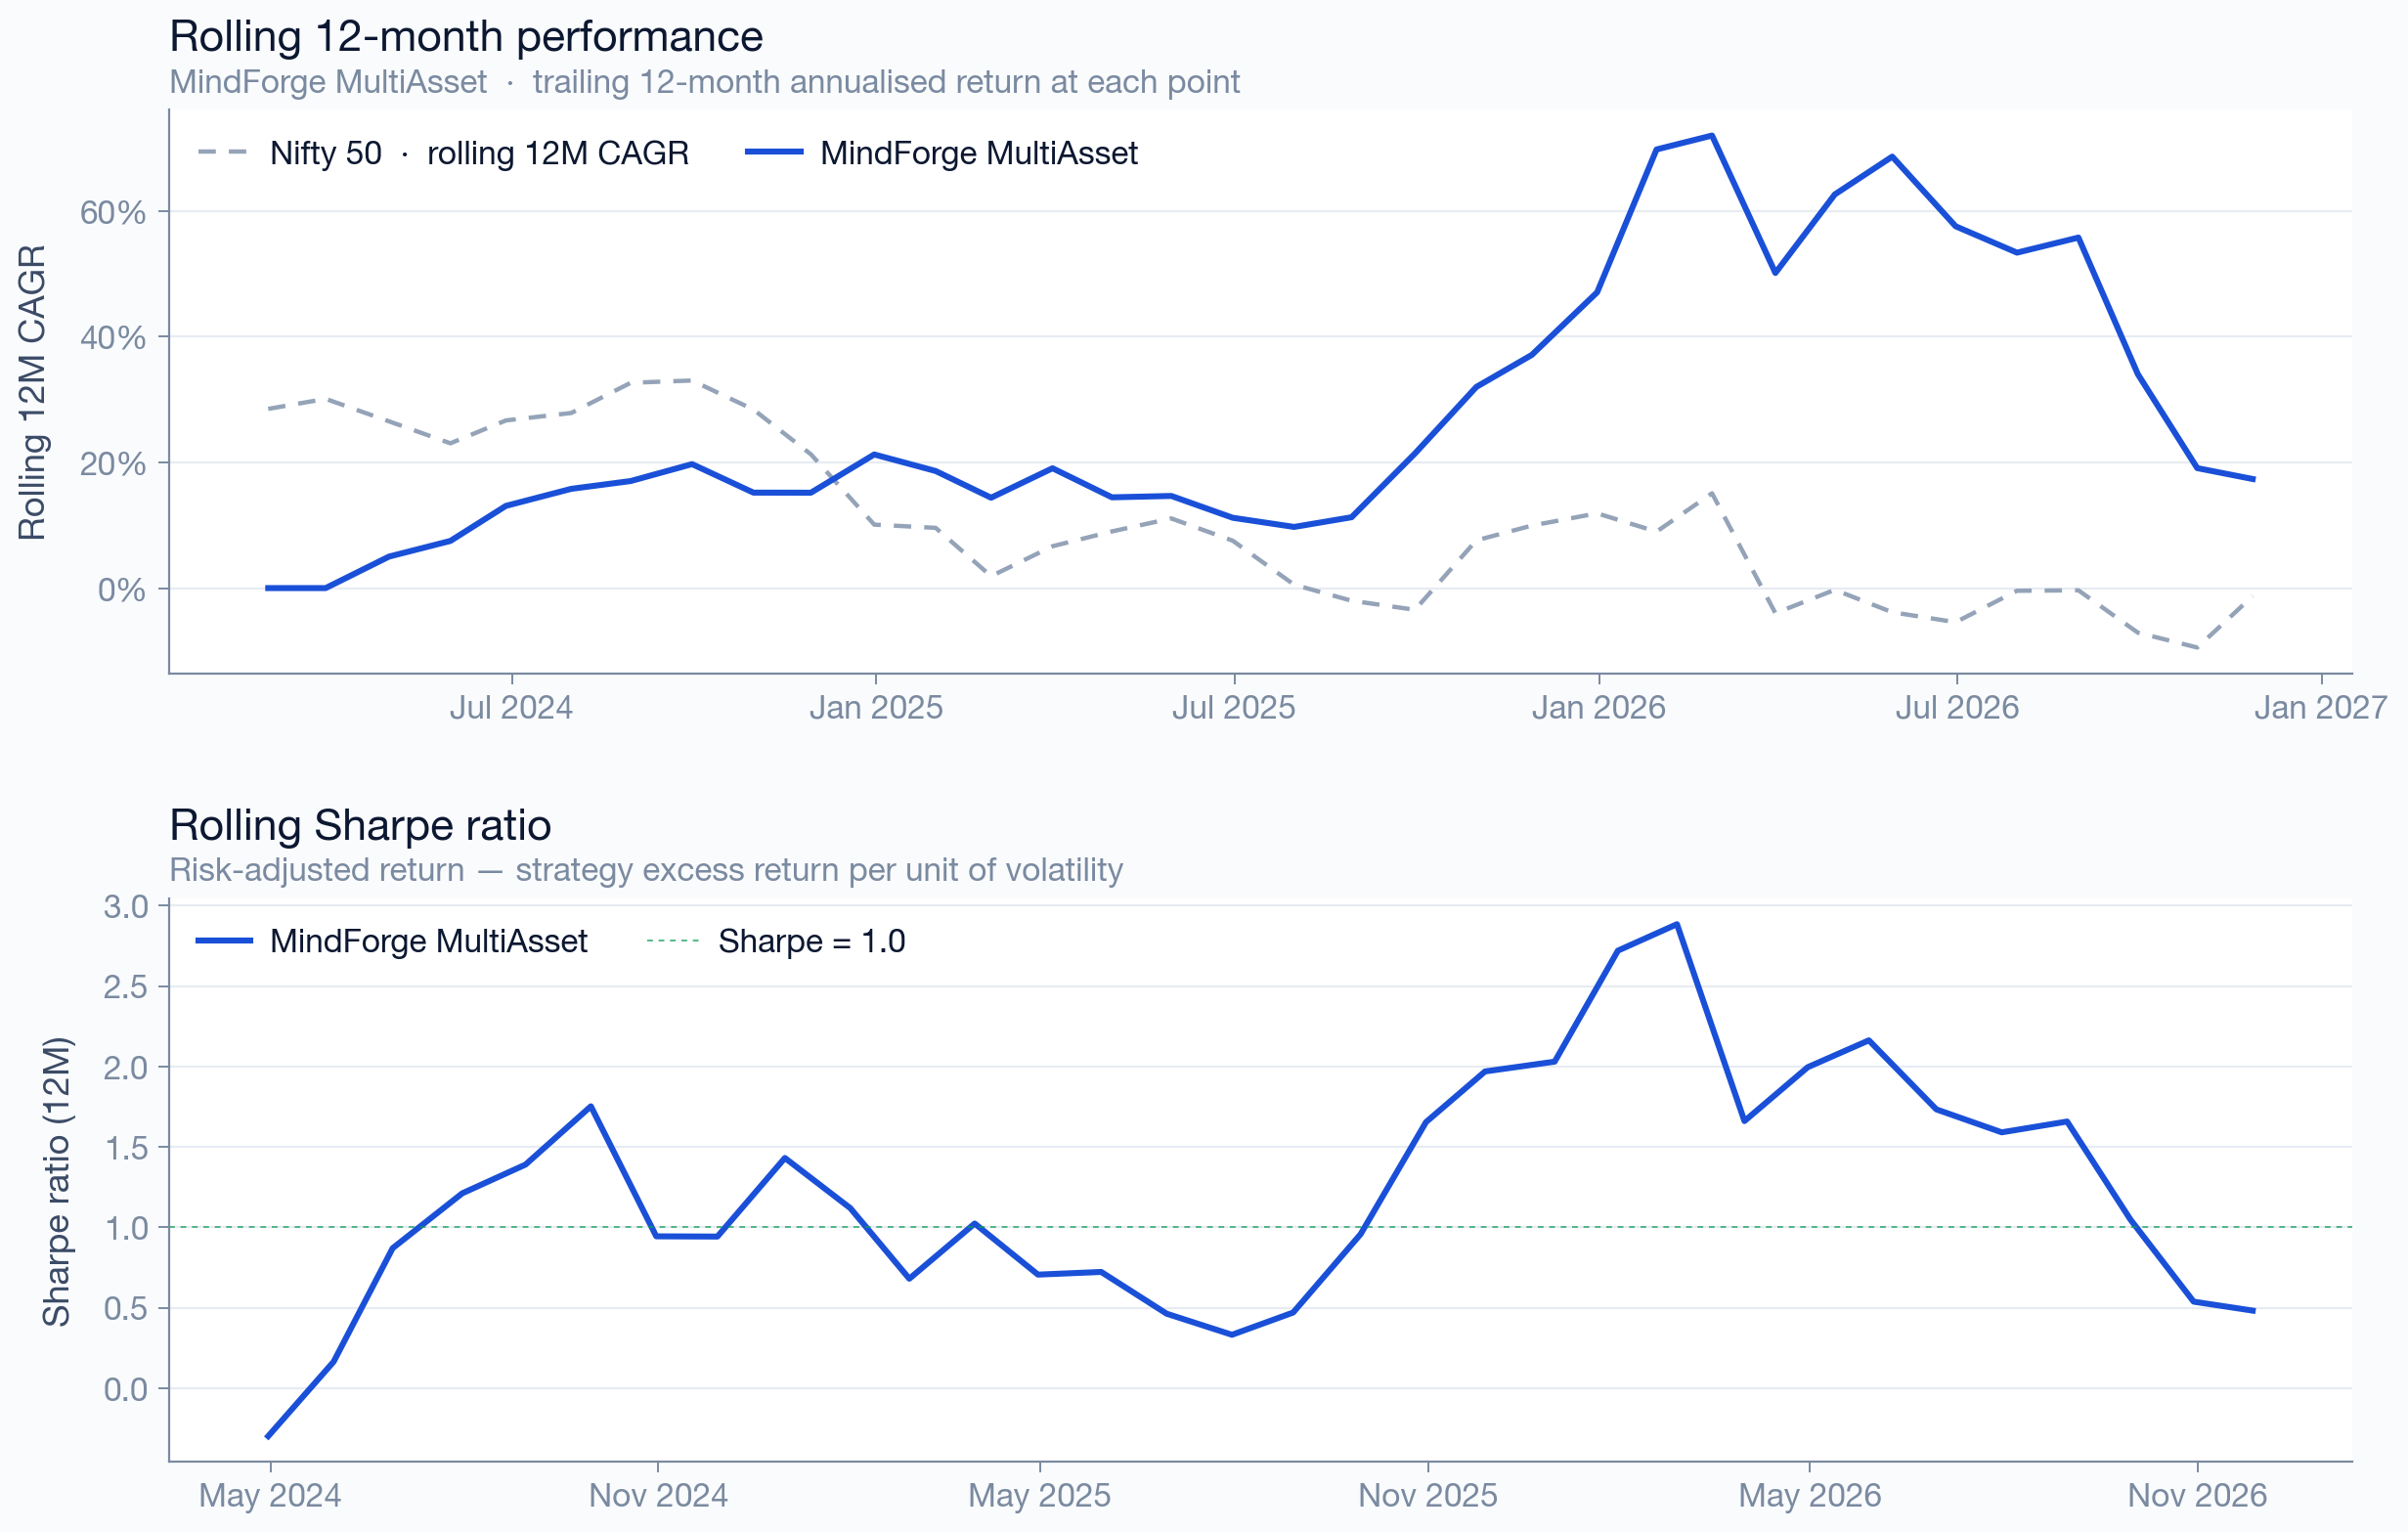 Rolling 12-month performance
MindForge MultiAsset · trailing 12-month annualised return at each point
Nifty 50 · rolling 12M CAGR
MindForge MultiAsset
Rolling 12M CAGR
60%
40%
20%
0%
Jul 2024
Jan 2025
Jul 2025
Jan 2026
Jul 2026
Jan 2027
Rolling Sharpe ratio
Risk-adjusted return — strategy excess return per unit of volatility
MindForge MultiAsset
Sharpe = 1.0
Sharpe ratio (12M)
3.0
2.5
2.0
1.5
1.0
0.5
0.0
May 2024
Nov 2024
May 2025
Nov 2025
May 2026
Nov 2026